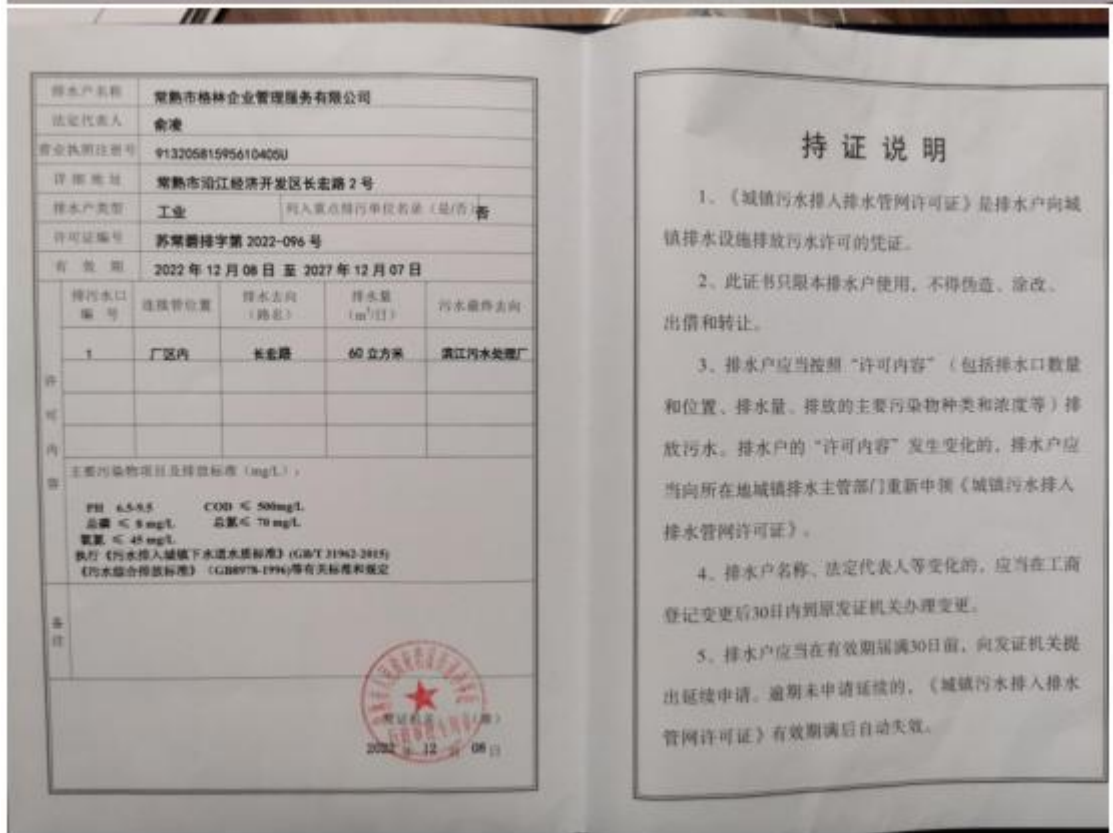 排水户名称 常熟市格林企业管理服务有限公司
法定代表人 俞凌
营业执照注册号 91320581595610405U
详细地址 常熟市沿江经济开发区长宏路2号
排水户类型 工业 列入重点排污单位名录(是/否) 否
许可证编号 苏常碧排字第 2022-096 号
有效期 2022年12月08日 至 2027年12月07日
许可内容
排污水口编号 连接管位置 排水去向(路名) 排水量(m³/日) 污水最终去向
1 厂区内 长宏路 60立方米 滨江污水处理厂
主要污染物项目及排放标准(mg/L):
PH 6.5-9.5 COD ≤ 500mg/L
总磷 ≤ 8 mg/L 总氮≤ 70 mg/L
氨氮 ≤ 45 mg/L
执行《污水排入城镇下水道水质标准》(GB/T 31962-2015)
《污水综合排放标准》(GB8978-1996)等有关标准和规定
备注
发证机关 (章)
2022年12月08日
持证说明
1、《城镇污水排入排水管网许可证》是排水户向城
镇排水设施排放污水许可的凭证。
2、此证书只限本排水户使用,不得伪造、涂改、
出借和转让。
3、排水户应当按照“许可内容”(包括排水口数量
和位置、排水量、排放的主要污染物种类和浓度等)排
放污水。排水户的“许可内容”发生变化的,排水户应
当向所在地城镇排水主管部门重新申领《城镇污水排入
排水管网许可证》。
4、排水户名称、法定代表人等变化的,应当在工商
登记变更后30日内到原发证机关办理变更。
5、排水户应当在有效期届满30日前,向发证机关提
出延续申请。逾期未申请延续的,《城镇污水排入排水
管网许可证》有效期满后自动失效。